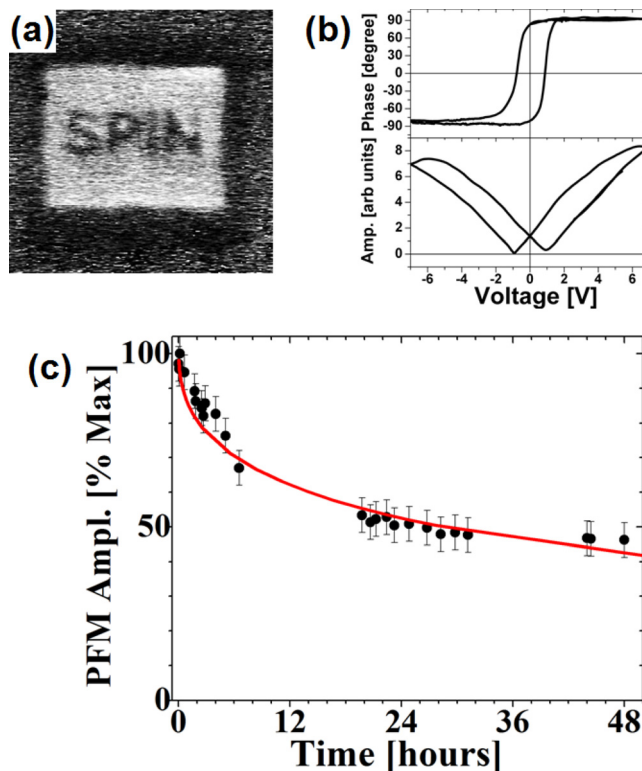 (a)
SPIN
(b)
Phase [degree]
90
60
30
0
-30
-60
-90
Amp. [arb units]
8
6
4
2
0
-6 -4 -2 0 2 4 6
Voltage [V]
(c)
PFM Ampl. [% Max]
100
50
0
0 12 24 36 48
Time [hours]